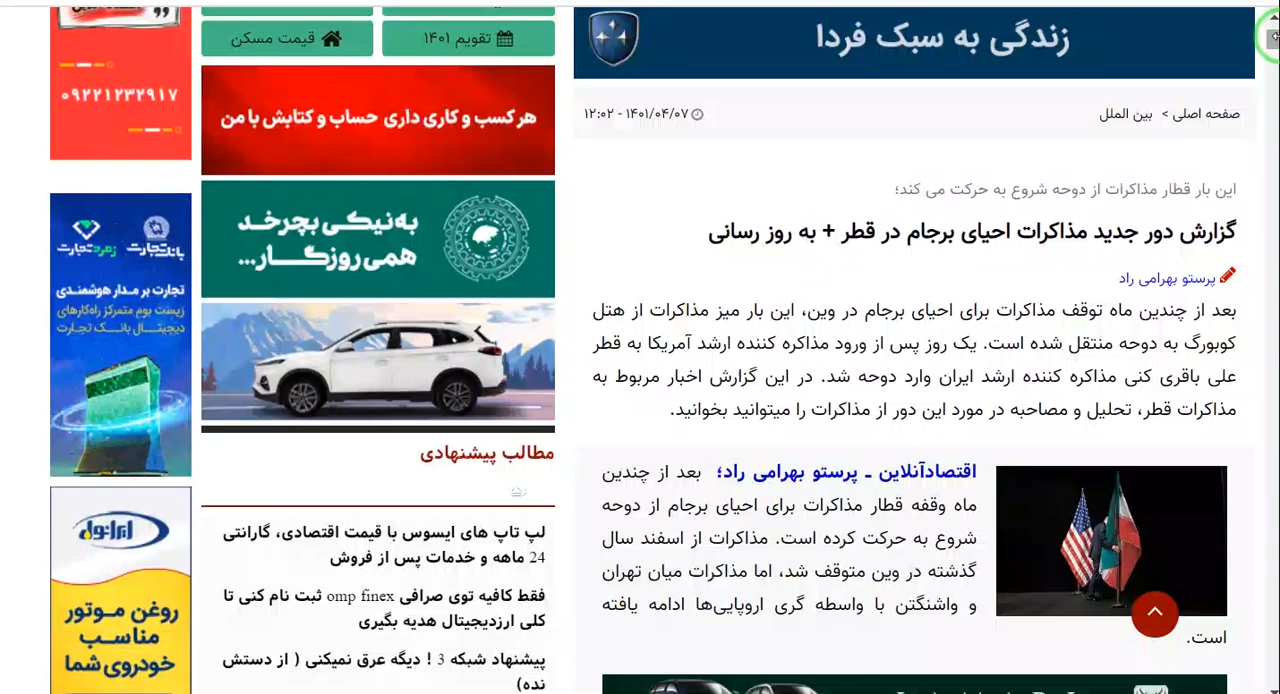 زندگی به سبک فردا
صفحه اصلی > بین الملل
۱۴۰۱/۰۴/۰۷ - ۱۲:۰۲
این بار قطار مذاکرات از دوحه شروع به حرکت می کند؛
گزارش دور جدید مذاکرات احیای برجام در قطر + به روز رسانی
پرستو بهرامی راد
بعد از چندین ماه توقف مذاکرات برای احیای برجام در وین، این بار میز مذاکرات از هتل
کوبورگ به دوحه منتقل شده است. یک روز پس از ورود مذاکره کننده ارشد آمریکا به قطر
علی باقری کنی مذاکره کننده ارشد ایران وارد دوحه شد. در این گزارش اخبار مربوط به
مذاکرات قطر، تحلیل و مصاحبه در مورد این دور از مذاکرات را میتوانید بخوانید.
اقتصادآنلاین ـ پرستو بهرامی راد؛ بعد از چندین
ماه وقفه قطار مذاکرات برای احیای برجام از دوحه
شروع به حرکت کرده است. مذاکرات از اسفند سال
گذشته در وین متوقف شد، اما مذاکرات میان تهران
و واشنگتن با واسطه گری اروپایی‌ها ادامه یافته
است.
تقویم ۱۴۰۱
قیمت مسکن
هر کسب و کاری داری حساب و کتابش با من
به نیکی بچرخد
همی روزگار...
مطالب پیشنهادی
لپ تاپ های ایسوس با قیمت اقتصادی، گارانتی
24 ماهه و خدمات پس از فروش
فقط کافیه توی صرافی omp finex ثبت نام کنی تا
کلی ارزدیجیتال هدیه بگیری
پیشنهاد شبکه 3 ! دیگه عرق نمیکنی ( از دستش
نده)
۰۹۲۲۱۲۳۲۹۱۷
بانک تجارت
زمرد تجارت
تجارت بر مدار هوشمندی
زیست بوم متمرکز راه‌کارهای
دیجیتال بانک تجارت
ایرانول
روغن موتور
مناسب
خودروی شما